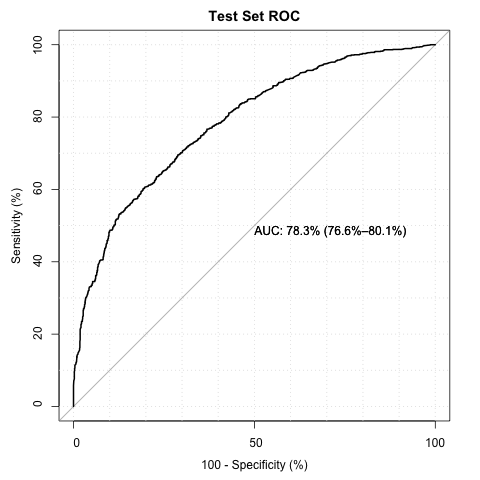 Test Set ROC
100
80
60
40
20
0
Sensitivity (%)
AUC: 78.3% (76.6%–80.1%)
0 50 100
100 - Specificity (%)